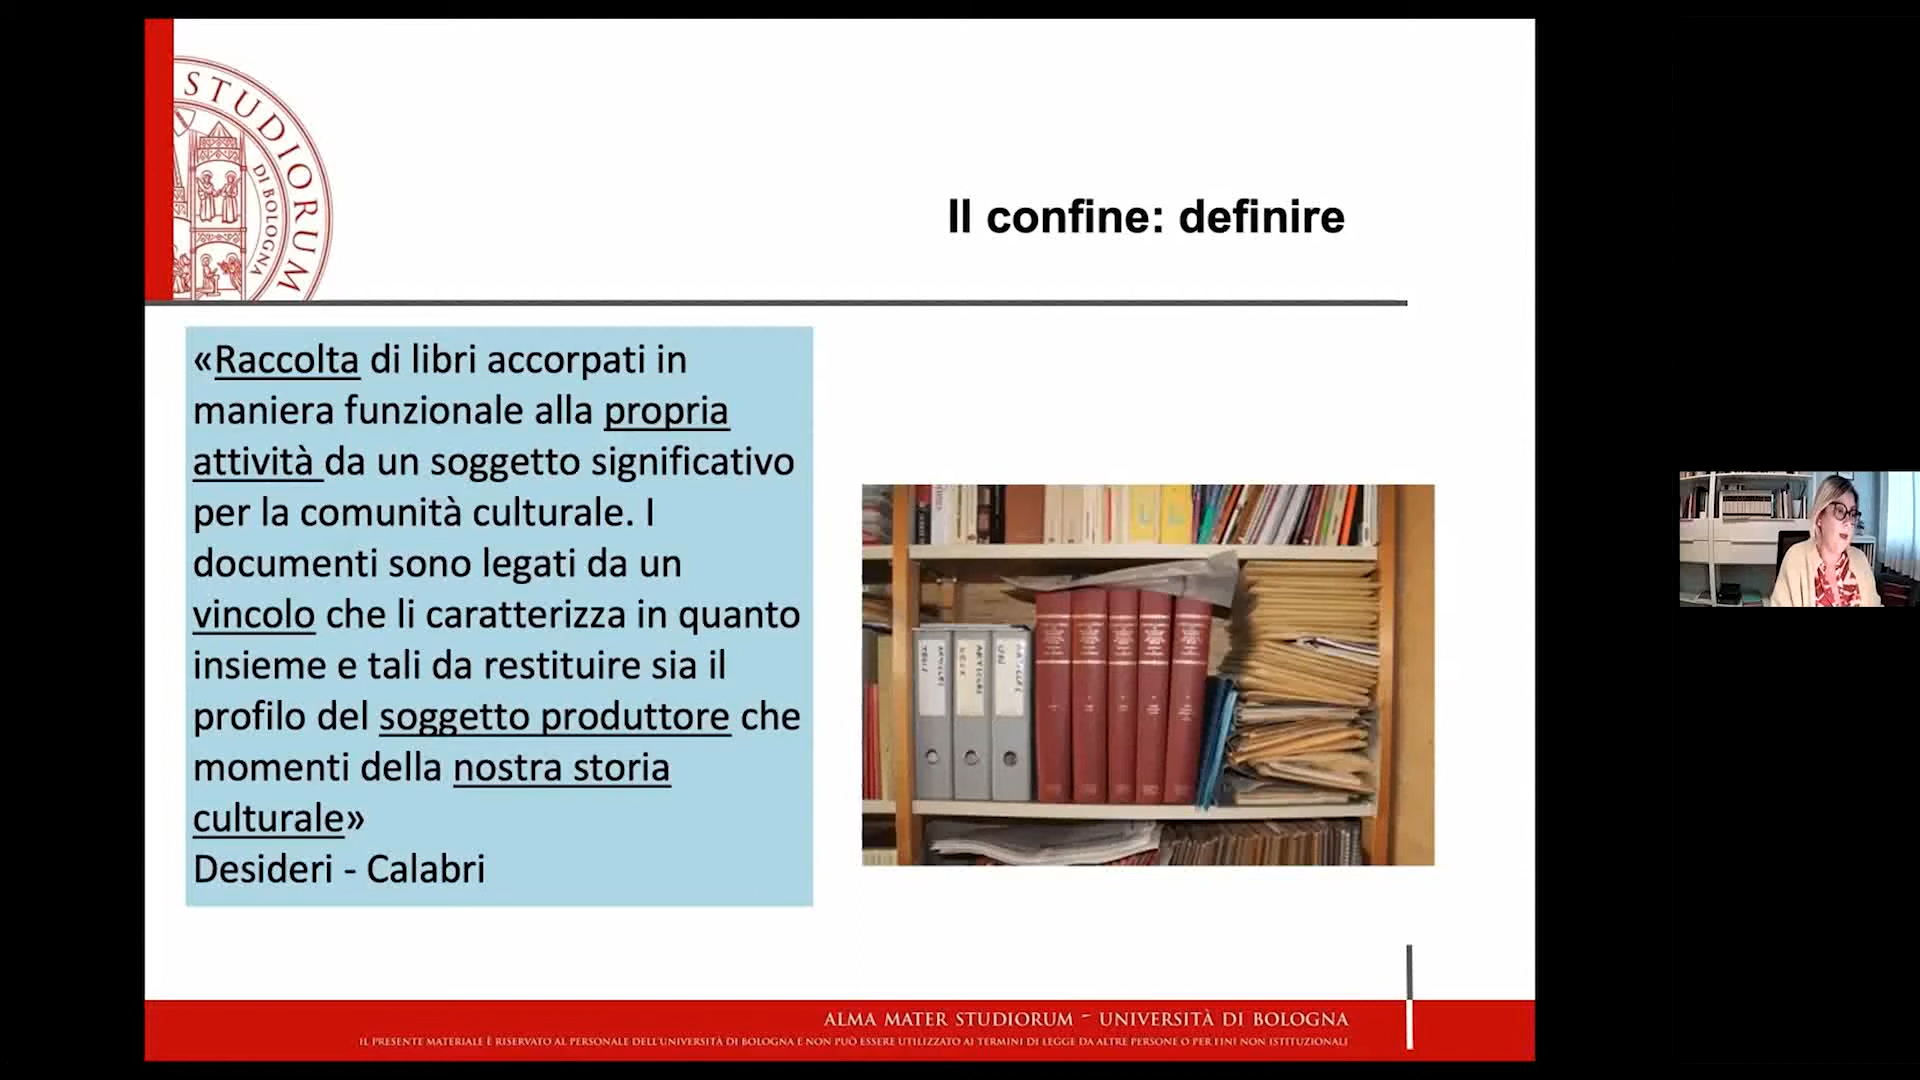 STUDIORUM
DI BOLOGNA
Il confine: definire
«Raccolta di libri accorpati in
maniera funzionale alla propria
attività da un soggetto significativo
per la comunità culturale. I
documenti sono legati da un
vincolo che li caratterizza in quanto
insieme e tali da restituire sia il
profilo del soggetto produttore che
momenti della nostra storia
culturale»
Desideri - Calabri
ALMA MATER STUDIORUM ~ UNIVERSITÀ DI BOLOGNA
IL PRESENTE MATERIALE È RISERVATO AL PERSONALE DELL'UNIVERSITÀ DI BOLOGNA E NON PUÒ ESSERE UTILIZZATO AI TERMINI DI LEGGE DA ALTRE PERSONE O PER FINI NON ISTITUZIONALI